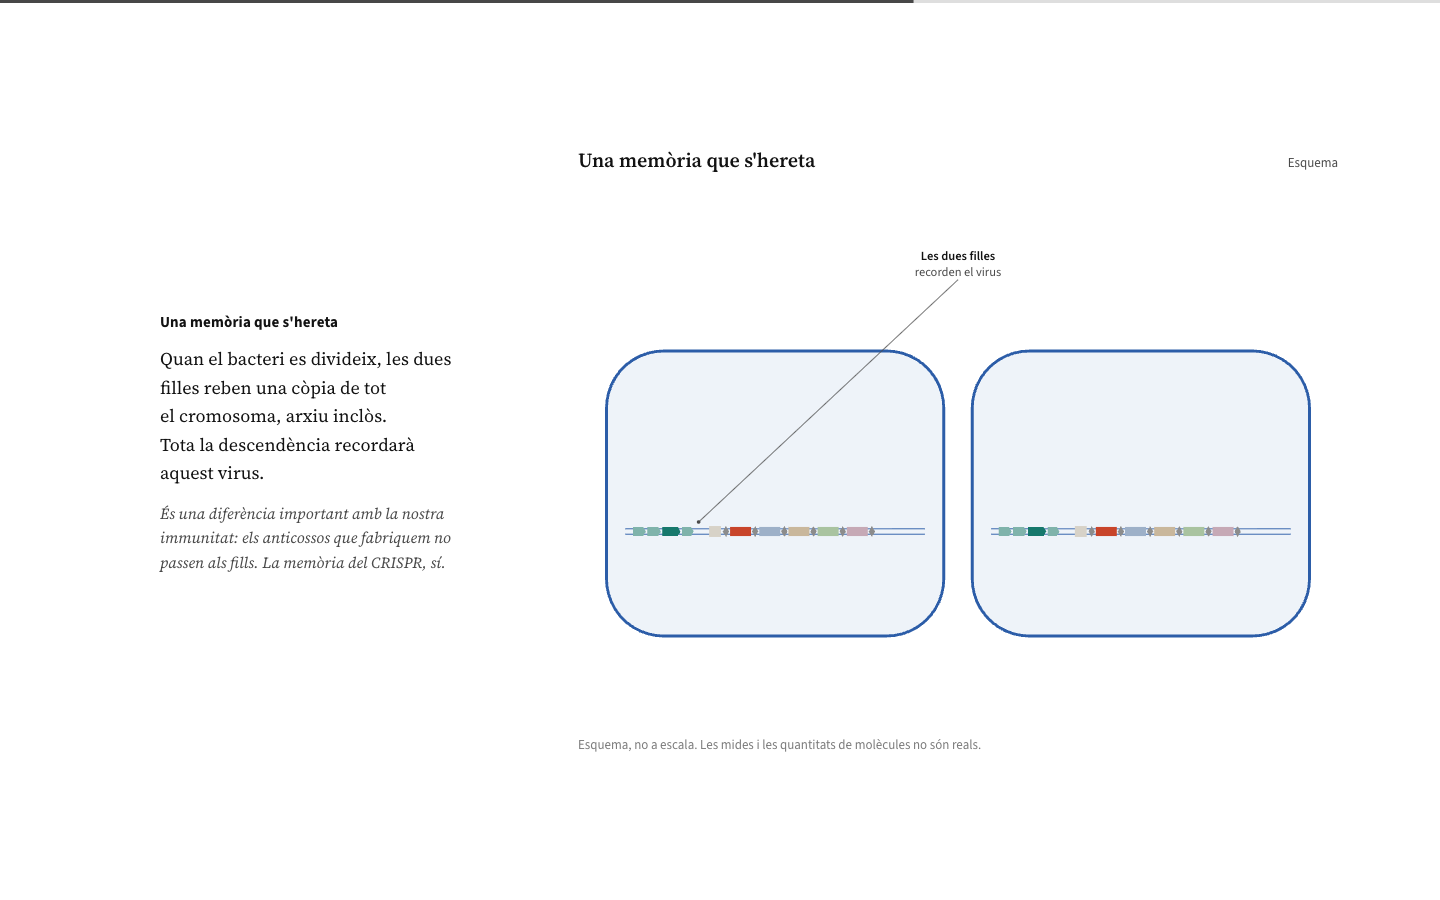 Una memòria que s'hereta
Esquema
Les dues filles
recorden el virus
Una memòria que s'hereta
Quan el bacteri es divideix, les dues
filles reben una còpia de tot
el cromosoma, arxiu inclòs.
Tota la descendència recordarà
aquest virus.
És una diferència important amb la nostra
immunitat: els anticossos que fabriquem no
passen als fills. La memòria del CRISPR, sí.
Esquema, no a escala. Les mides i les quantitats de molècules no són reals.